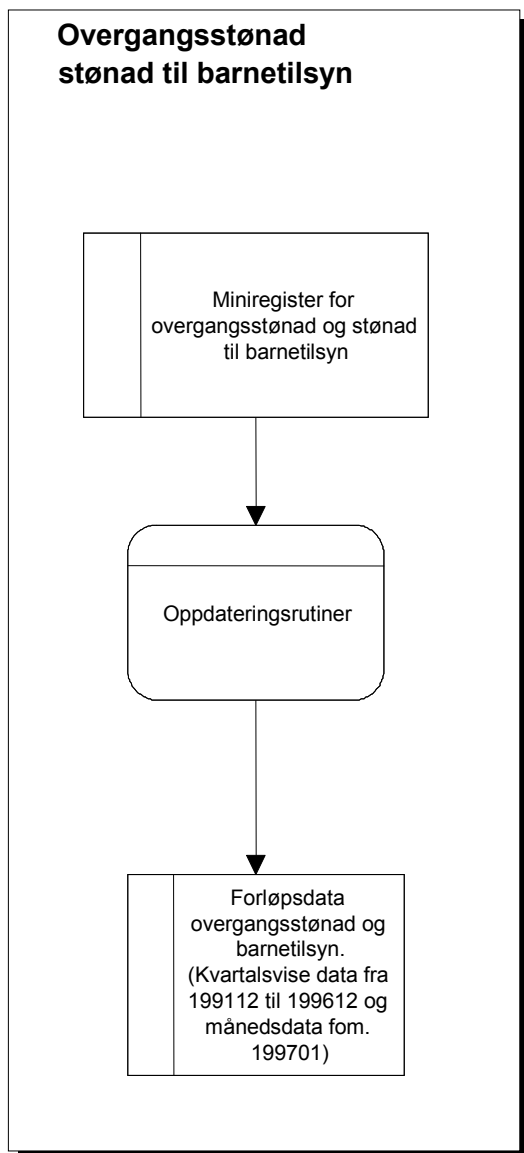 Overgangsstønad
stønad til barnetilsyn
Miniregister for
overgangsstønad og stønad
til barnetilsyn
Oppdateringsrutiner
Forløpsdata
overgangsstønad og
barnetilsyn.
(Kvartalsvise data fra
199112 til 199612 og
månedsdata fom.
199701)